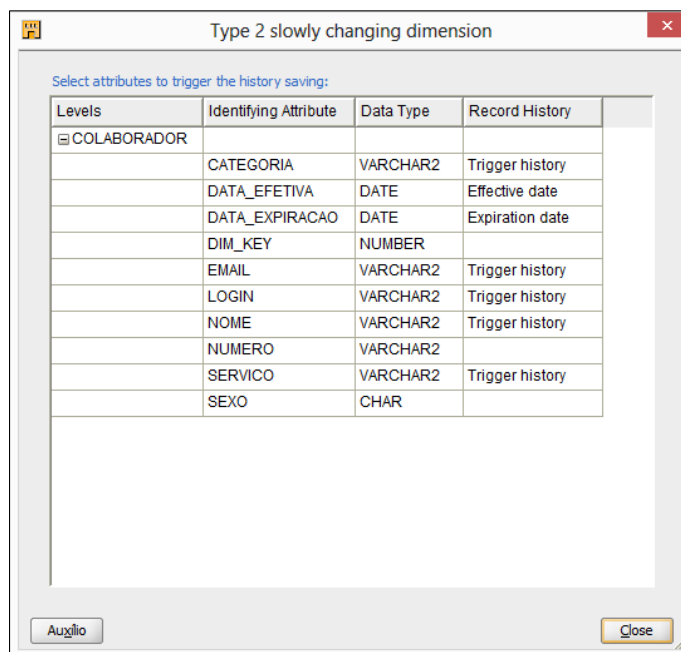 Type 2 slowly changing dimension
Select attributes to trigger the history saving:
Levels Identifying Attribute Data Type Record History
COLABORADOR
CATEGORIA VARCHAR2 Trigger history
DATA_EFETIVA DATE Effective date
DATA_EXPIRACAO DATE Expiration date
DIM_KEY NUMBER
EMAIL VARCHAR2 Trigger history
LOGIN VARCHAR2 Trigger history
NOME VARCHAR2 Trigger history
NUMERO VARCHAR2
SERVICO VARCHAR2 Trigger history
SEXO CHAR
Auxílio Close